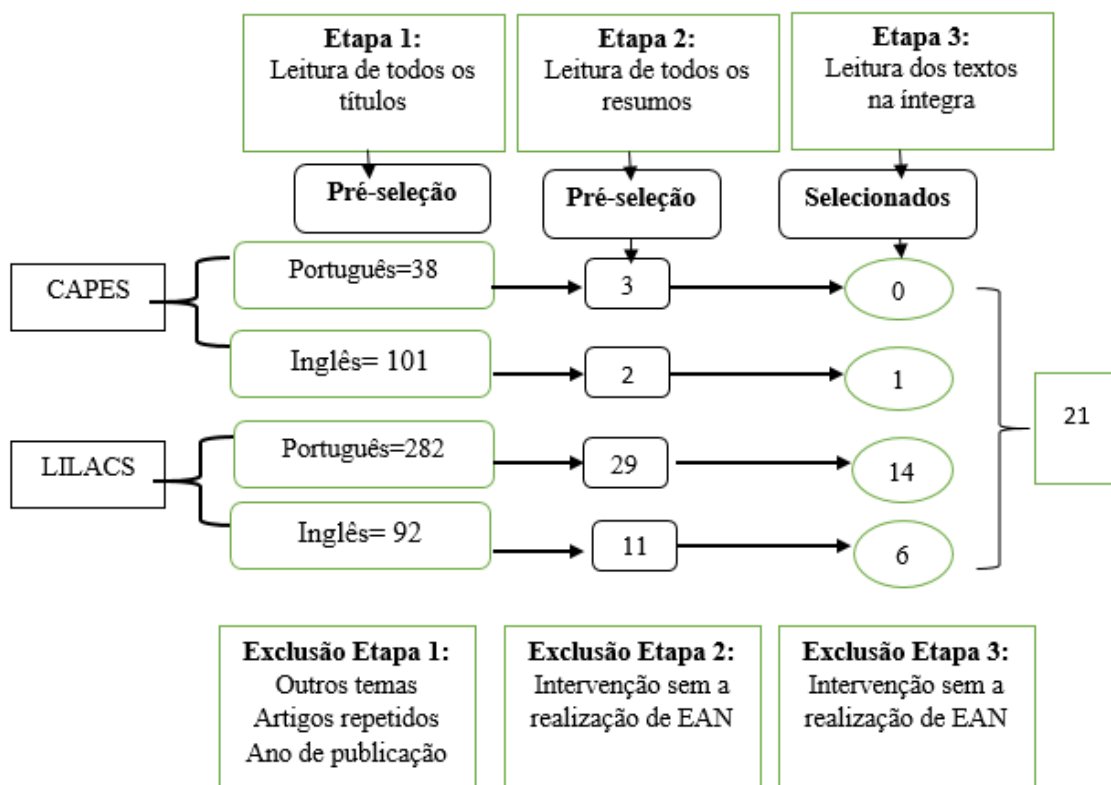 Etapa 1:
Leitura de todos os
títulos
Etapa 2:
Leitura de todos os
resumos
Etapa 3:
Leitura dos textos
na íntegra
Pré-seleção
Pré-seleção
Selecionados
CAPES
Português=38
3
0
Inglês= 101
2
1
LILACS
Português=282
29
14
Inglês= 92
11
6
21
Exclusão Etapa 1:
Outros temas
Artigos repetidos
Ano de publicação
Exclusão Etapa 2:
Intervenção sem a
realização de EAN
Exclusão Etapa 3:
Intervenção sem a
realização de EAN